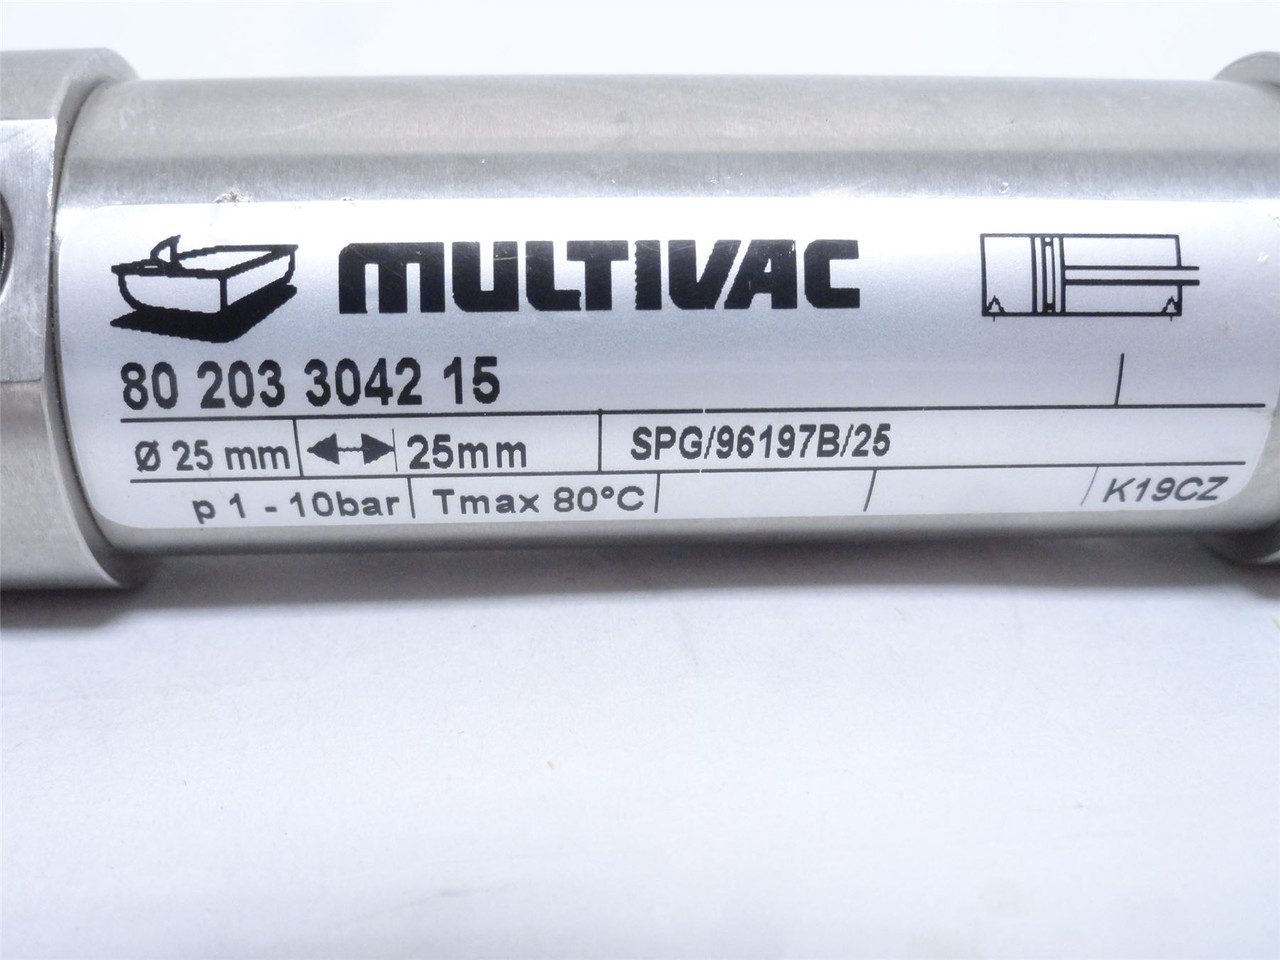 MULTIVAC
80 203 3042 15
Ø 25 mm 25mm SPG/96197B/25
p 1 - 10bar Tmax 80°C K19CZ